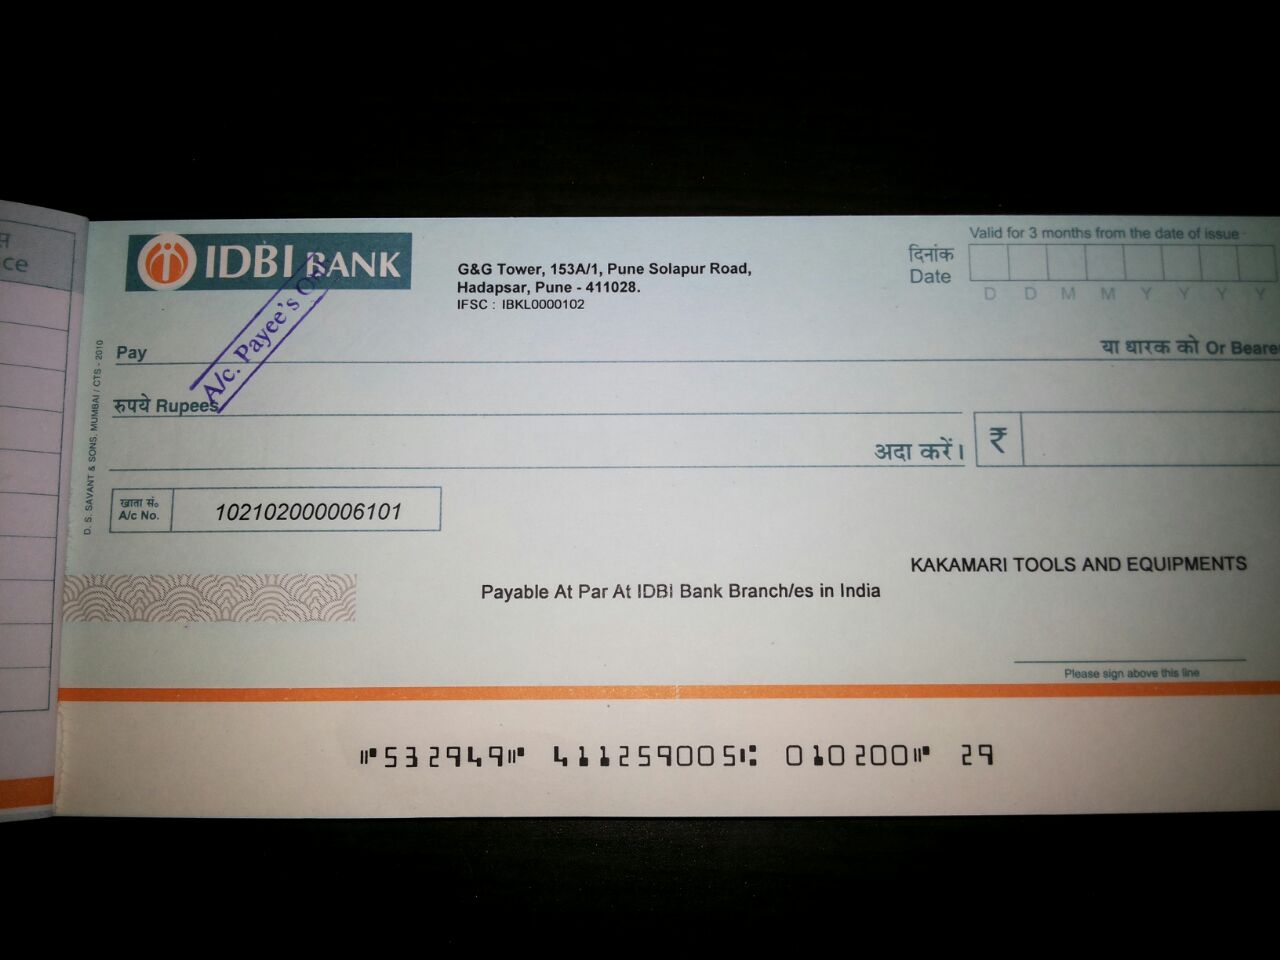 स
ce
IDBI BANK
G&G Tower, 153A/1, Pune Solapur Road,
Hadapsar, Pune - 411028.
IFSC : IBKL0000102
Valid for 3 months from the date of issue
दिनांक
Date
D D M M Y Y Y Y
A/c. Payee's Only
Pay
या धारक को Or Beare
रुपये Rupees
अदा करें।
₹
खाता सं॰
A/c No.
102102000006101
D. S. SAVANT & SONS, MUMBAI / CTS - 2010
KAKAMARI TOOLS AND EQUIPMENTS
Payable At Par At IDBI Bank Branch/es in India
Please sign above this line
⑈532949⑈ 411259005⑆ 010200⑈ 29